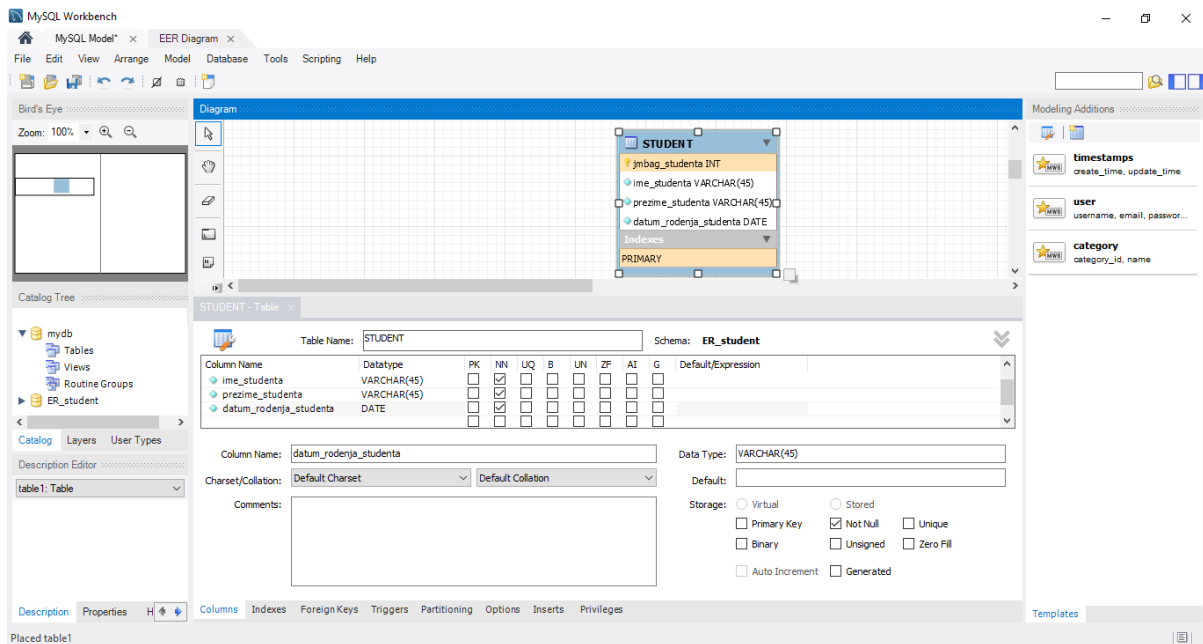 MySQL Workbench
MySQL Model* × EER Diagram ×
File Edit View Arrange Model Database Tools Scripting Help
Bird's Eye
Zoom: 100%
Diagram
STUDENT
jmbag_studenta INT
ime_studenta VARCHAR(45)
prezime_studenta VARCHAR(45)
datum_rodenja_studenta DATE
Indexes
PRIMARY
Modeling Additions
timestamps
create_time, update_time
user
username, email, passwor...
category
category_id, name
Catalog Tree
mydb
Tables
Views
Routine Groups
ER_student
Catalog Layers User Types
Description Editor
table1: Table
Description Properties H
STUDENT - Table ×
Table Name: STUDENT Schema: ER_student
Column Name Datatype PK NN UQ B UN ZF AI G Default/Expression
ime_studenta VARCHAR(45)
prezime_studenta VARCHAR(45)
datum_rodenja_studenta DATE
Column Name: datum_rodenja_studenta Data Type: VARCHAR(45)
Charset/Collation: Default Charset Default Collation Default:
Comments: Storage: Virtual Stored
Primary Key Not Null Unique
Binary Unsigned Zero Fill
Auto Increment Generated
Columns Indexes Foreign Keys Triggers Partitioning Options Inserts Privileges
Templates
Placed table1